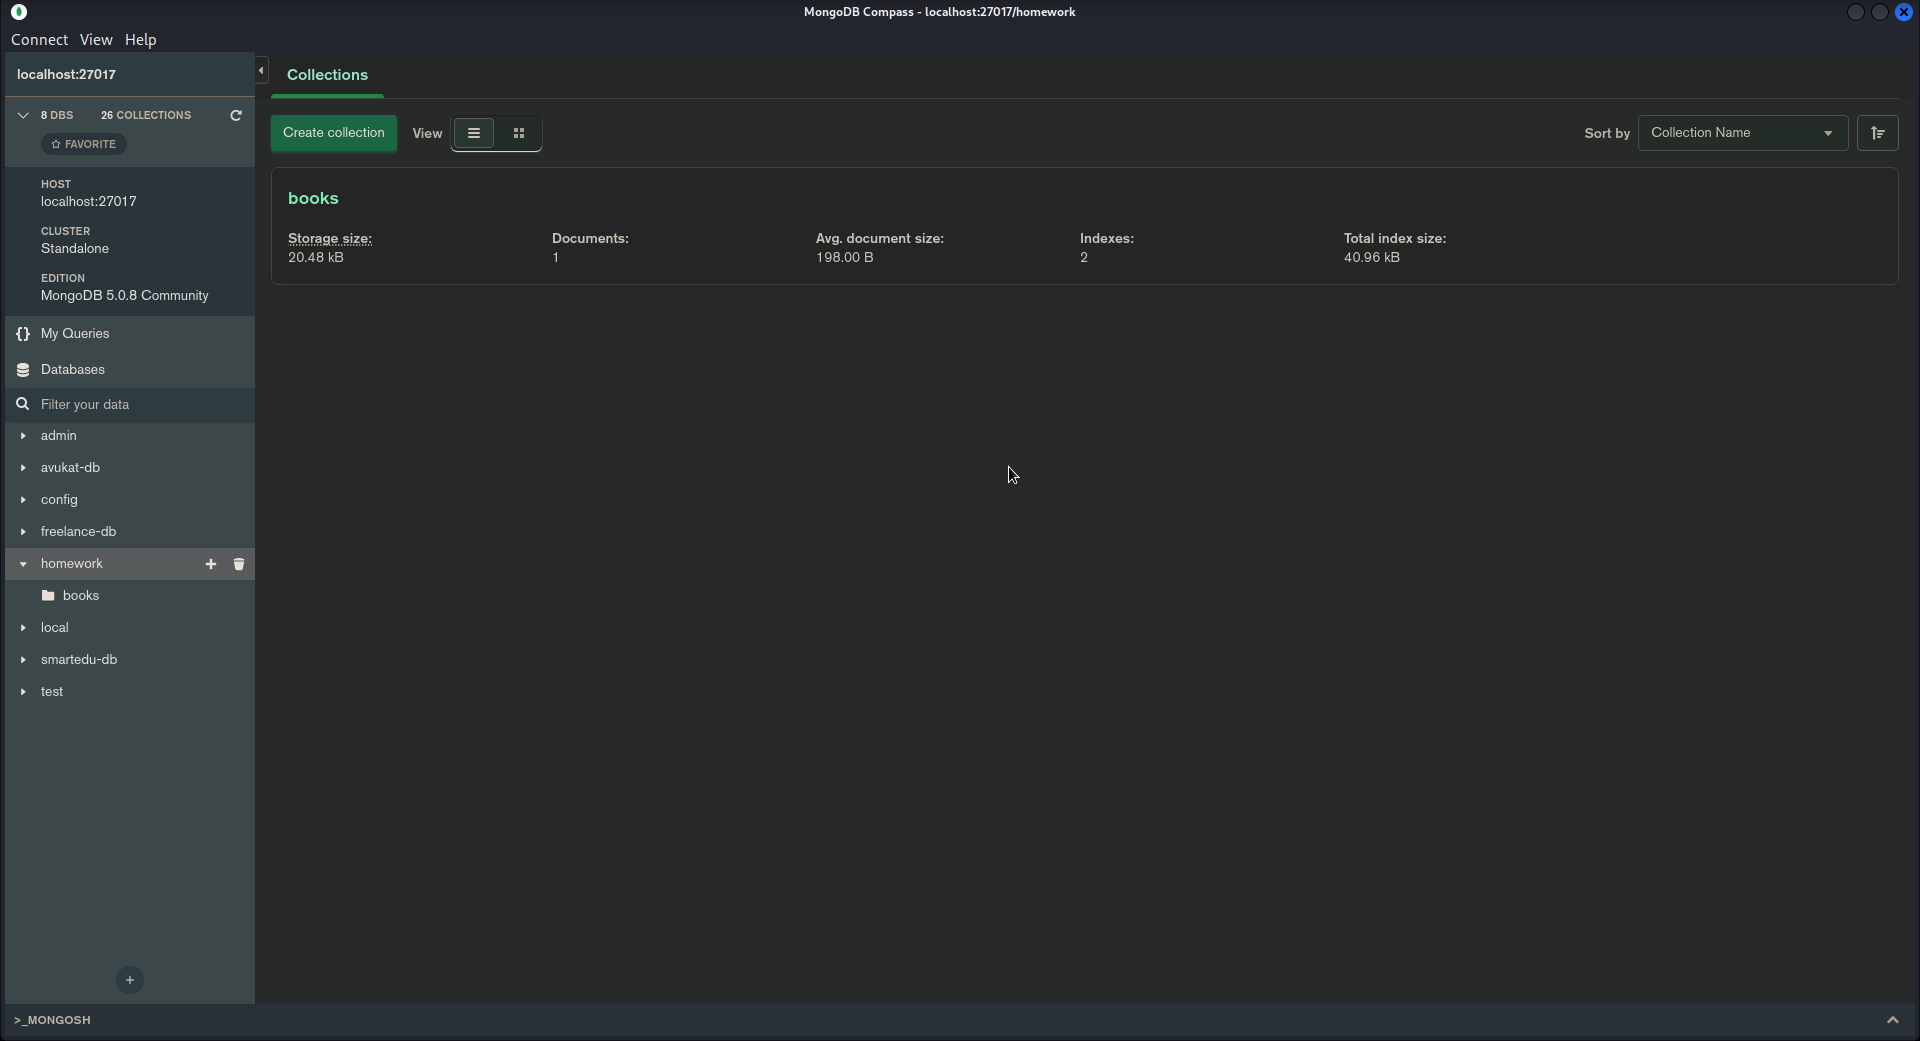 MongoDB Compass - localhost:27017/homework
Connect View Help
localhost:27017
8 DBS 26 COLLECTIONS
FAVORITE
HOST
localhost:27017
CLUSTER
Standalone
EDITION
MongoDB 5.0.8 Community
{} My Queries
Databases
Filter your data
admin
avukat-db
config
freelance-db
homework
books
local
smartedu-db
test
Collections
Create collection View Sort by Collection Name
books
Storage size: Documents: Avg. document size: Indexes: Total index size:
20.48 kB 1 198.00 B 2 40.96 kB
>_MONGOSH